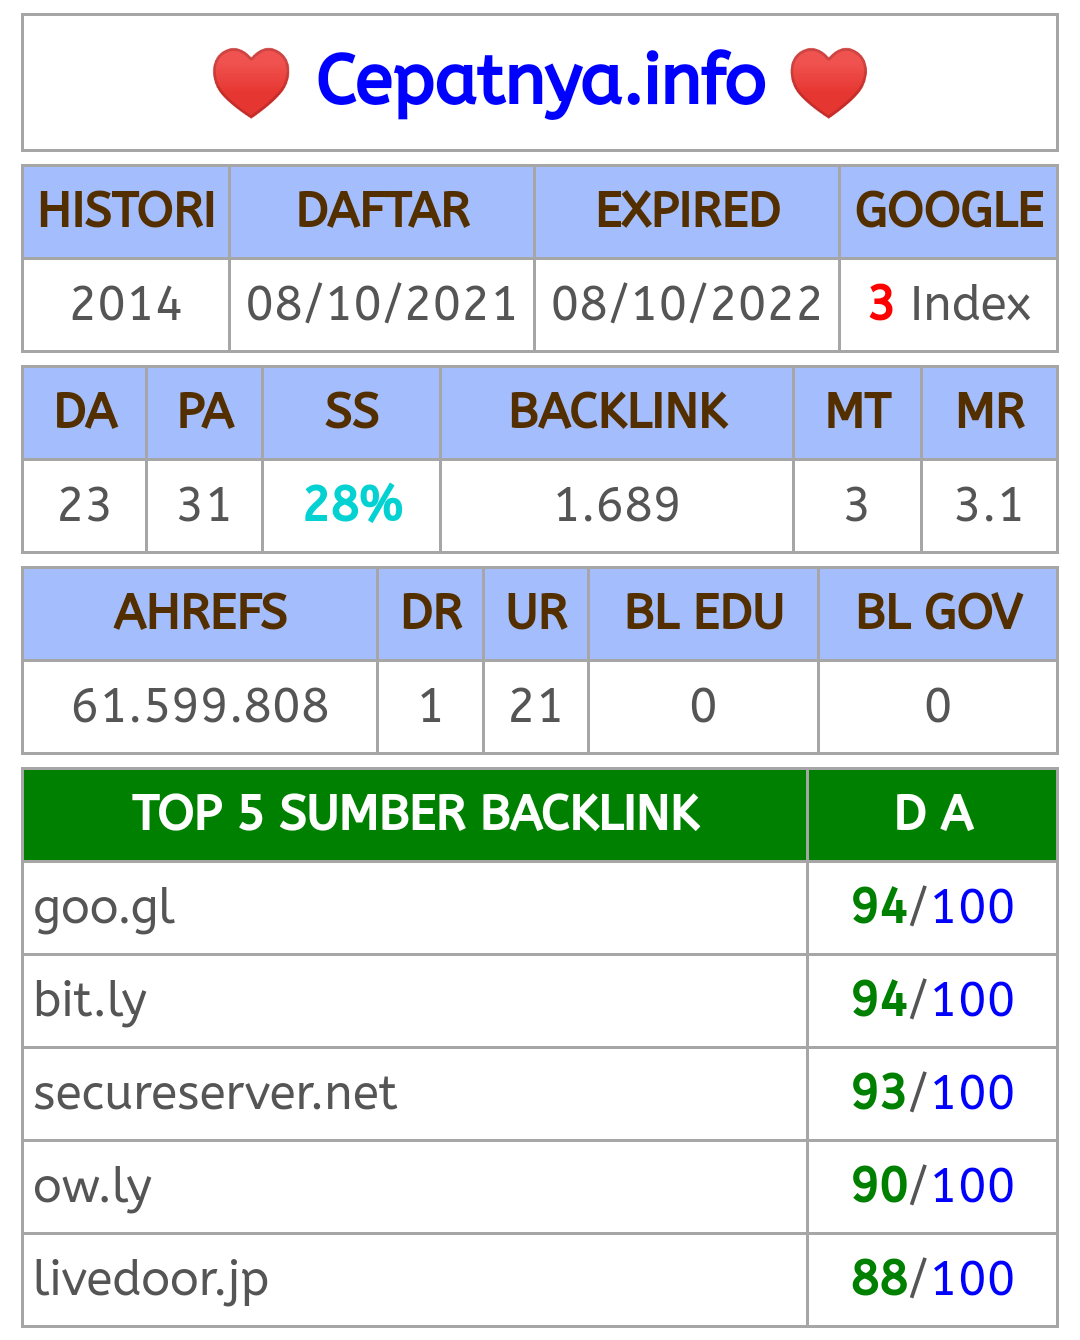 ❤️ Cepatnya.info ❤️
HISTORI DAFTAR EXPIRED GOOGLE
2014 08/10/2021 08/10/2022 3 Index
DA PA SS BACKLINK MT MR
23 31 28% 1.689 3 3.1
AHREFS DR UR BL EDU BL GOV
61.599.808 1 21 0 0
TOP 5 SUMBER BACKLINK D A
goo.gl 94/100
bit.ly 94/100
secureserver.net 93/100
ow.ly 90/100
livedoor.jp 88/100